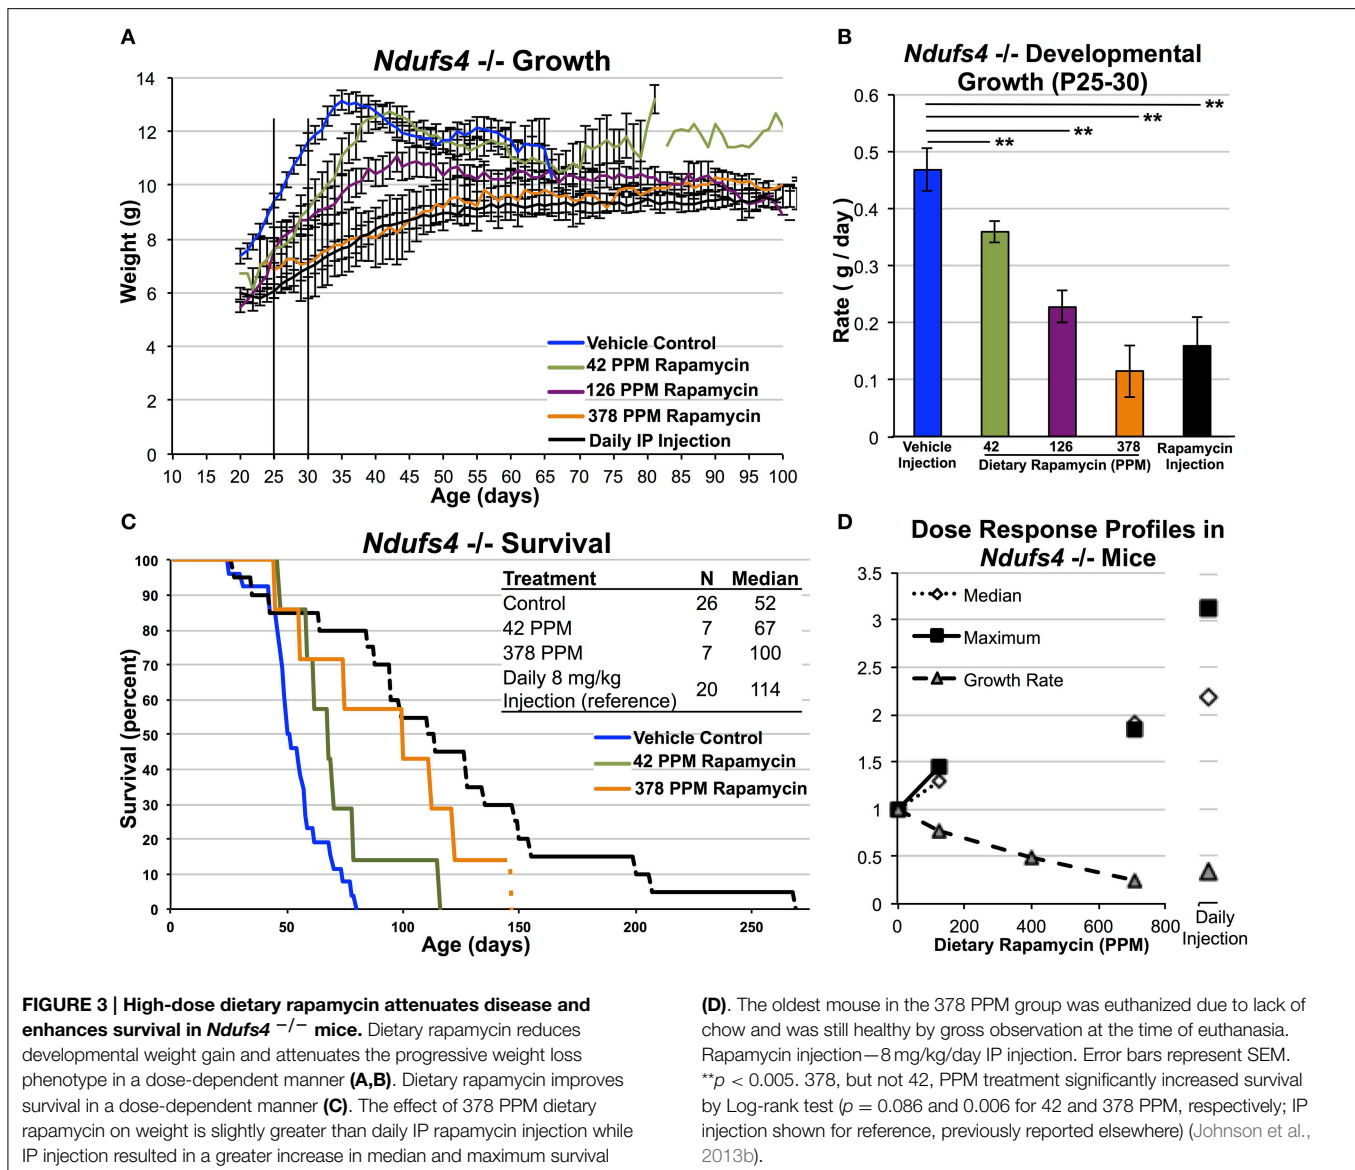 A
Ndufs4 -/- Growth
14
12
10
8
6
4
2
0
Weight (g)
10 15 20 25 30 35 40 45 50 55 60 65 70 75 80 85 90 95 100
Age (days)
Vehicle Control
42 PPM Rapamycin
126 PPM Rapamycin
378 PPM Rapamycin
Daily IP Injection
B
Ndufs4 -/- Developmental
Growth (P25-30)
0.6
0.5
0.4
0.3
0.2
0.1
0
Rate ( g / day)
**
**
**
**
Vehicle Injection
42 126 378
Dietary Rapamycin (PPM)
Rapamycin Injection
C
Ndufs4 -/- Survival
100
90
80
70
60
50
40
30
20
10
0
Survival (percent)
0 50 100 150 200 250
Age (days)
Treatment N Median
Control 26 52
42 PPM 7 67
378 PPM 7 100
Daily 8 mg/kg
Injection (reference) 20 114
Vehicle Control
42 PPM Rapamycin
378 PPM Rapamycin
D
Dose Response Profiles in
Ndufs4 -/- Mice
3.5
3
2.5
2
1.5
1
0.5
0
Median
Maximum
Growth Rate
0 200 400 600 800
Dietary Rapamycin (PPM)
Daily
Injection
FIGURE 3 | High-dose dietary rapamycin attenuates disease and
enhances survival in Ndufs4 −/− mice. Dietary rapamycin reduces
developmental weight gain and attenuates the progressive weight loss
phenotype in a dose-dependent manner (A,B). Dietary rapamycin improves
survival in a dose-dependent manner (C). The effect of 378 PPM dietary
rapamycin on weight is slightly greater than daily IP rapamycin injection while
IP injection resulted in a greater increase in median and maximum survival
(D). The oldest mouse in the 378 PPM group was euthanized due to lack of
chow and was still healthy by gross observation at the time of euthanasia.
Rapamycin injection—8 mg/kg/day IP injection. Error bars represent SEM.
**p < 0.005. 378, but not 42, PPM treatment significantly increased survival
by Log-rank test (p = 0.086 and 0.006 for 42 and 378 PPM, respectively; IP
injection shown for reference, previously reported elsewhere) (Johnson et al.,
2013b).